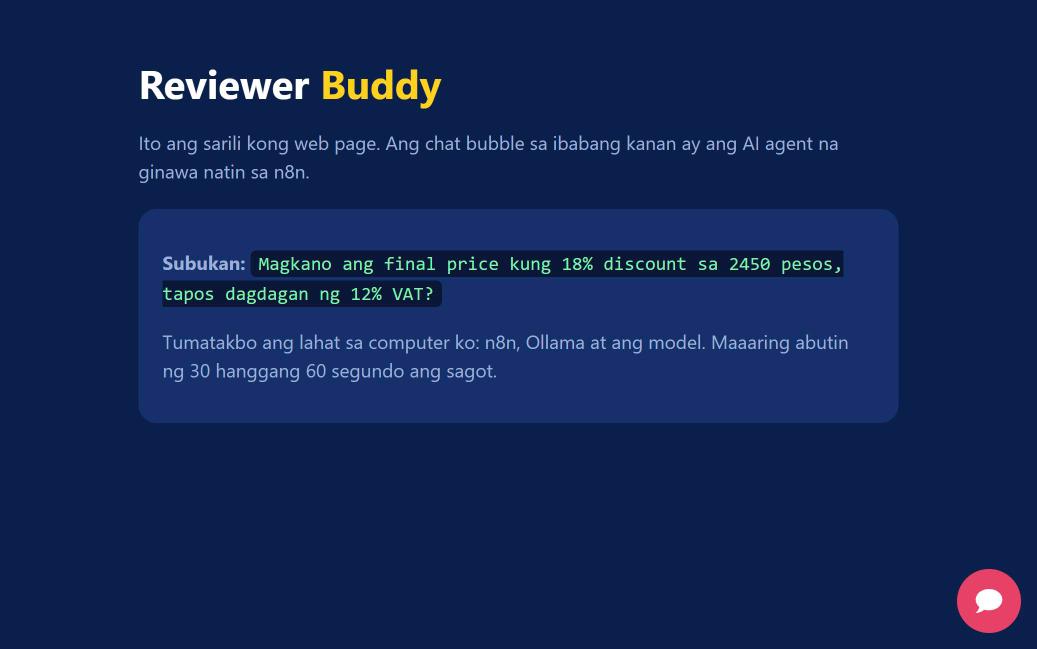 Reviewer Buddy
Ito ang sarili kong web page. Ang chat bubble sa ibabang kanan ay ang AI agent na
ginawa natin sa n8n.
Subukan: Magkano ang final price kung 18% discount sa 2450 pesos,
tapos dagdagan ng 12% VAT?
Tumatakbo ang lahat sa computer ko: n8n, Ollama at ang model. Maaaring abutin
ng 30 hanggang 60 segundo ang sagot.